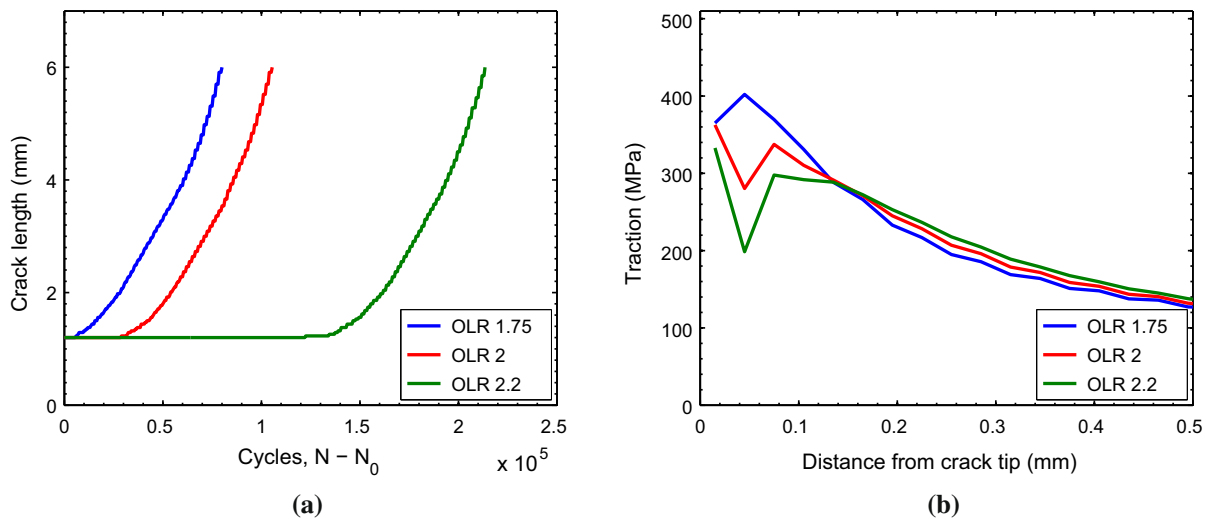 6
4
2
0
Crack length (mm)
0 0.5 1 1.5 2 2.5
x 10^5
Cycles, N − N_0
OLR 1.75
OLR 2
OLR 2.2
(a)
500
400
300
200
100
0
Traction (MPa)
0 0.1 0.2 0.3 0.4 0.5
Distance from crack tip (mm)
OLR 1.75
OLR 2
OLR 2.2
(b)